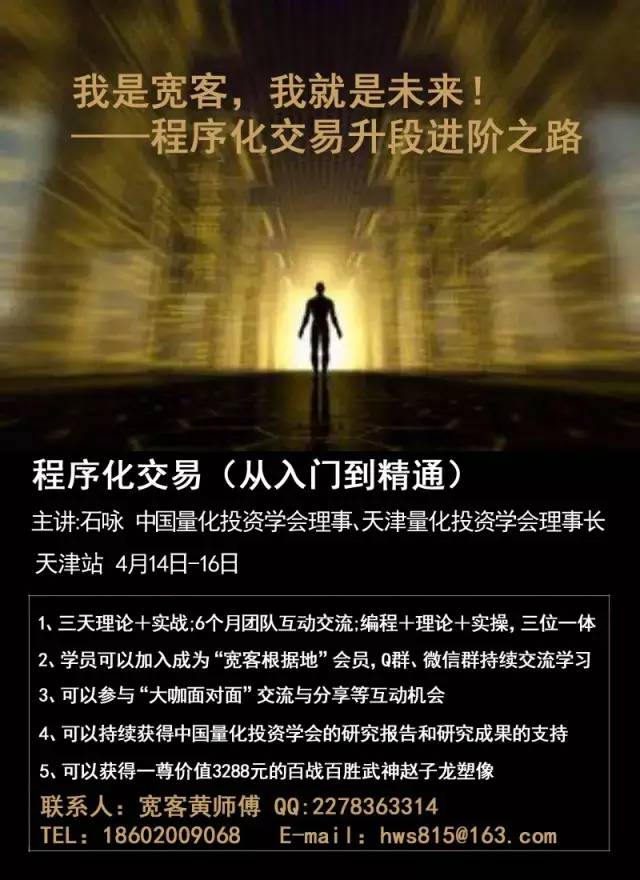 我是宽客，我就是未来！
——程序化交易升段进阶之路
程序化交易（从入门到精通）
主讲:石咏 中国量化投资学会理事、天津量化投资学会理事长
天津站 4月14日-16日
1、三天理论＋实战;6个月团队互动交流;编程＋理论＋实操，三位一体
2、学员可以加入成为“宽客根据地”会员，Q群、微信群持续交流学习
3、可以参与“大咖面对面”交流与分享等互动机会
4、可以持续获得中国量化投资学会的研究报告和研究成果的支持
5、可以获得一尊价值3288元的百战百胜武神赵子龙塑像
联系人：宽客黄师傅 QQ:2278363314
TEL：18602009068 E-mail：hws815@163.com